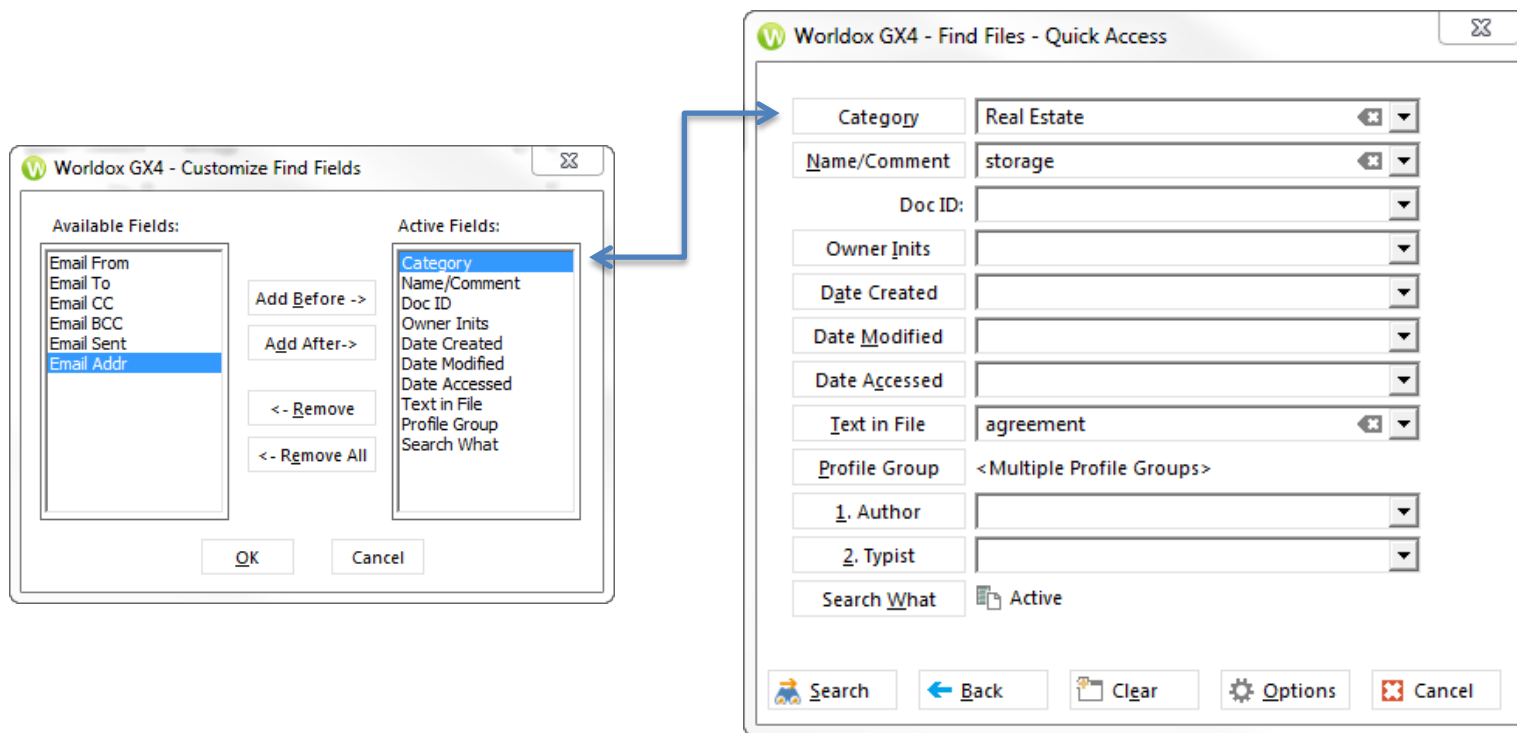 Worldox GX4 - Customize Find Fields
Available Fields:
Email From
Email To
Email CC
Email BCC
Email Sent
Email Addr
Add Before ->
Add After->
<- Remove
<- Remove All
Active Fields:
Category
Name/Comment
Doc ID
Owner Inits
Date Created
Date Modified
Date Accessed
Text in File
Profile Group
Search What
OK Cancel
Worldox GX4 - Find Files - Quick Access
Category Real Estate
Name/Comment storage
Doc ID:
Owner Inits
Date Created
Date Modified
Date Accessed
Text in File agreement
Profile Group <Multiple Profile Groups>
1. Author
2. Typist
Search What Active
Search Back Clear Options Cancel